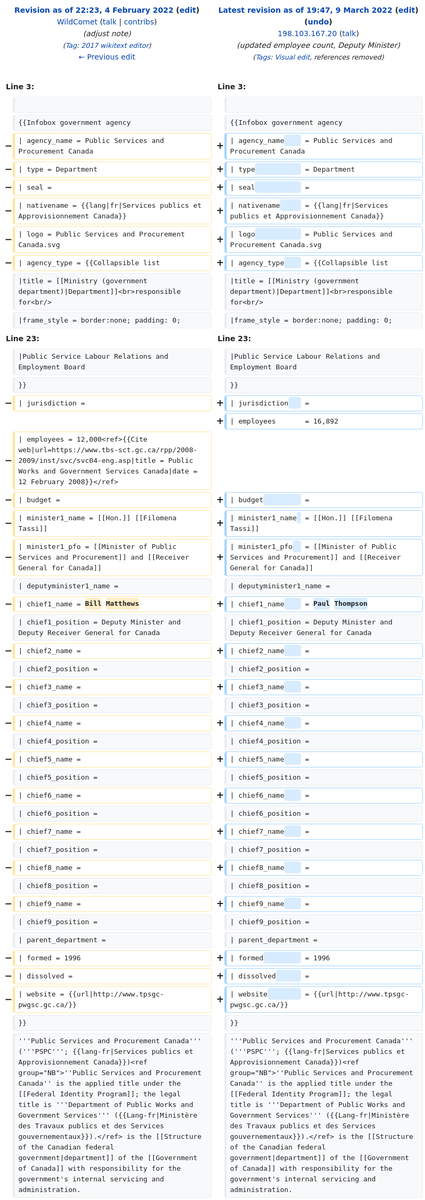 Revision as of 22:23, 4 February 2022 (edit)
WildComet (talk | contribs)
(adjust note)
(Tag: 2017 wikitext editor)
← Previous edit
Latest revision as of 19:47, 9 March 2022 (edit)
(undo)
198.103.167.20 (talk)
(updated employee count, Deputy Minister)
(Tags: Visual edit, references removed)
Line 3:
{{Infobox government agency
− | agency_name = Public Services and
Procurement Canada
− | type = Department
− | seal =
− | nativename = {{lang|fr|Services publics et
Approvisionnement Canada}}
− | logo = Public Services and Procurement
Canada.svg
− | agency_type = {{Collapsible list
|title = [[Ministry (government
department)|Department]]<br>responsible
for<br/>
|frame_style = border:none; padding: 0;
Line 3:
{{Infobox government agency
+ | agency_name = Public Services and
Procurement Canada
+ | type = Department
+ | seal =
+ | nativename = {{lang|fr|Services
publics et Approvisionnement Canada}}
+ | logo = Public Services and
Procurement Canada.svg
+ | agency_type = {{Collapsible list
|title = [[Ministry (government
department)|Department]]<br>responsible
for<br/>
|frame_style = border:none; padding: 0;
Line 23:
|Public Service Labour Relations and
Employment Board
}}
− | jurisdiction =
− | employees = 12,000<ref>{{Cite
web|url=https://www.tbs-sct.gc.ca/rpp/2008-
2009/inst/svc/svc04-eng.asp|title = Public
Works and Government Services Canada|date =
12 February 2008}}</ref>
− | budget =
− | minister1_name = [[Hon.]] [[Filomena
Tassi]]
− | minister1_pfo = [[Minister of Public
Services and Procurement]] and [[Receiver
General for Canada]]
| deputyminister1_name =
− | chief1_name = Bill Matthews
| chief1_position = Deputy Minister and
Deputy Receiver General for Canada
− | chief2_name =
| chief2_position =
− | chief3_name =
| chief3_position =
− | chief4_name =
| chief4_position =
− | chief5_name =
| chief5_position =
− | chief6_name =
| chief6_position =
− | chief7_name =
| chief7_position =
− | chief8_name =
| chief8_position =
− | chief9_name =
| chief9_position =
| parent_department =
− | formed = 1996
− | dissolved =
− | website = {{url|http://www.tpsgc-
pwgsc.gc.ca/}}
}}
'''Public Services and Procurement Canada'''
('''PSPC'''; {{lang-fr|Services publics et
Approvisionnement Canada}})<ref
group="NB">''Public Services and Procurement
Canada'' is the applied title under the
[[Federal Identity Program]]; the legal
title is '''Department of Public Works and
Government Services''' ({{Lang-fr|Ministère
des Travaux publics et des Services
gouvernementaux}}).</ref> is the [[Structure
of the Canadian federal
government|department]] of the [[Government
of Canada]] with responsibility for the
government's internal servicing and
administration.
Line 23:
|Public Service Labour Relations and
Employment Board
}}
+ | jurisdiction =
+ | employees = 16,892
+ | budget =
+ | minister1_name = [[Hon.]] [[Filomena
Tassi]]
+ | minister1_pfo = [[Minister of Public
Services and Procurement]] and [[Receiver
General for Canada]]
| deputyminister1_name =
+ | chief1_name = Paul Thompson
| chief1_position = Deputy Minister and
Deputy Receiver General for Canada
+ | chief2_name =
| chief2_position =
+ | chief3_name =
| chief3_position =
+ | chief4_name =
| chief4_position =
+ | chief5_name =
| chief5_position =
+ | chief6_name =
| chief6_position =
+ | chief7_name =
| chief7_position =
+ | chief8_name =
| chief8_position =
+ | chief9_name =
| chief9_position =
| parent_department =
+ | formed = 1996
+ | dissolved =
+ | website = {{url|http://www.tpsgc-
pwgsc.gc.ca/}}
}}
'''Public Services and Procurement Canada'''
('''PSPC'''; {{lang-fr|Services publics et
Approvisionnement Canada}})<ref
group="NB">''Public Services and Procurement
Canada'' is the applied title under the
[[Federal Identity Program]]; the legal
title is '''Department of Public Works and
Government Services''' ({{Lang-fr|Ministère
des Travaux publics et des Services
gouvernementaux}}).</ref> is the [[Structure
of the Canadian federal
government|department]] of the [[Government
of Canada]] with responsibility for the
government's internal servicing and
administration.